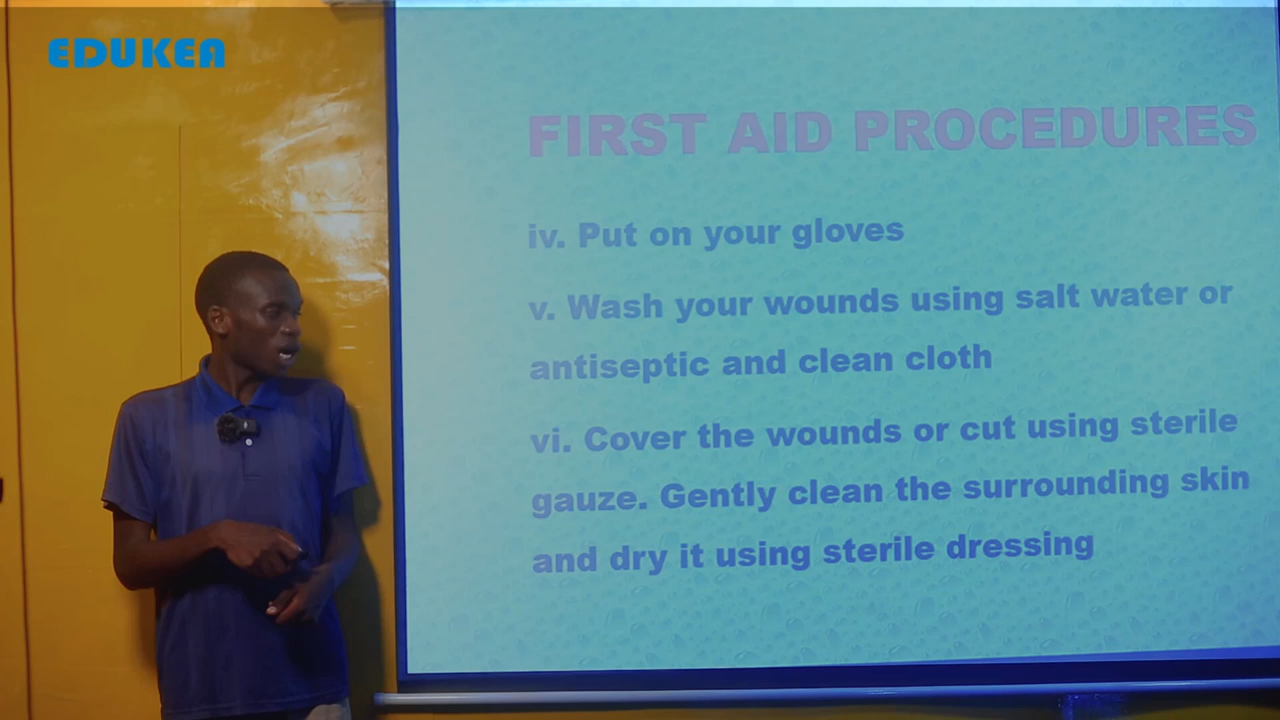 EDUKEA
FIRST AID PROCEDURES
iv. Put on your gloves
v. Wash your wounds using salt water or
antiseptic and clean cloth
vi. Cover the wounds or cut using sterile
gauze. Gently clean the surrounding skin
and dry it using sterile dressing